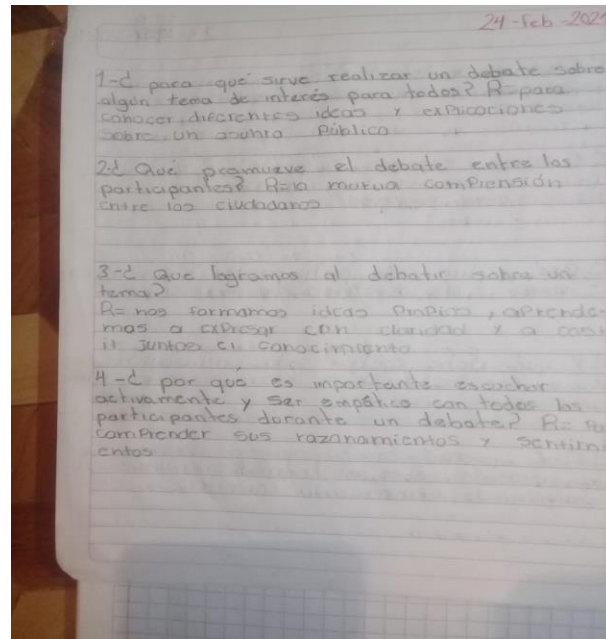 24-Feb-2021
1-¿ para qué sirve realizar un debate sobre
algún tema de interés para todos? R= para
conocer diferentes ideas y explicaciones
sobre un asunto Público
2-¿ Qué promueve el debate entre los
participantes? R= la mutua comprensión
entre los ciudadanos
3-¿ Que logramos al debatir sobre un
tema?
R= nos formamos ideas propias, aprende-
mos a expresar con claridad y a cons
ir juntos el conocimiento
4-¿ por qué es importante escuchar
activamente y ser empático con todos los
participantes durante un debate? R=
comprender sus razonamientos y sentim
entos